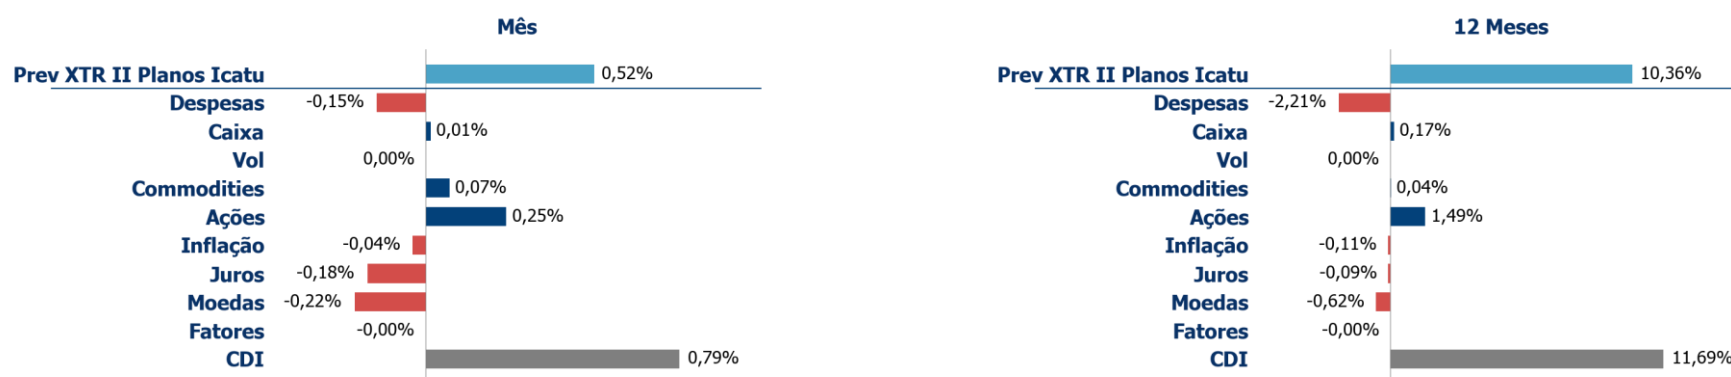 Mês
Prev XTR II Planos Icatu 0,52%
Despesas -0,15%
Caixa 0,01%
Vol 0,00%
Commodities 0,07%
Ações 0,25%
Inflação -0,04%
Juros -0,18%
Moedas -0,22%
Fatores -0,00%
CDI 0,79%
12 Meses
Prev XTR II Planos Icatu 10,36%
Despesas -2,21%
Caixa 0,17%
Vol 0,00%
Commodities 0,04%
Ações 1,49%
Inflação -0,11%
Juros -0,09%
Moedas -0,62%
Fatores -0,00%
CDI 11,69%